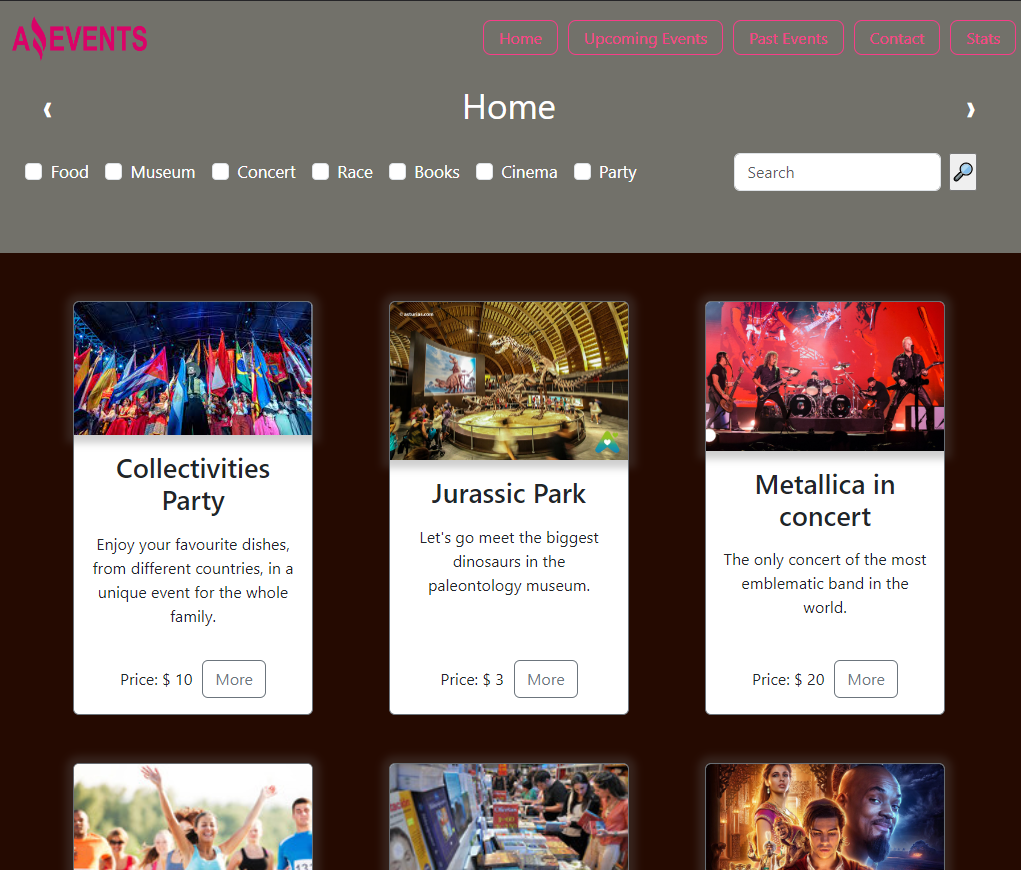 A EVENTS
Home
Upcoming Events
Past Events
Contact
Stats
‹
Home
›
Food
Museum
Concert
Race
Books
Cinema
Party
Search
© asturias.com
Collectivities
Party
Jurassic Park
Metallica in
concert
Enjoy your favourite dishes,
from different countries, in a
unique event for the whole
family.
Let's go meet the biggest
dinosaurs in the
paleontology museum.
The only concert of the most
emblematic band in the
world.
Price: $ 10
More
Price: $ 3
More
Price: $ 20
More